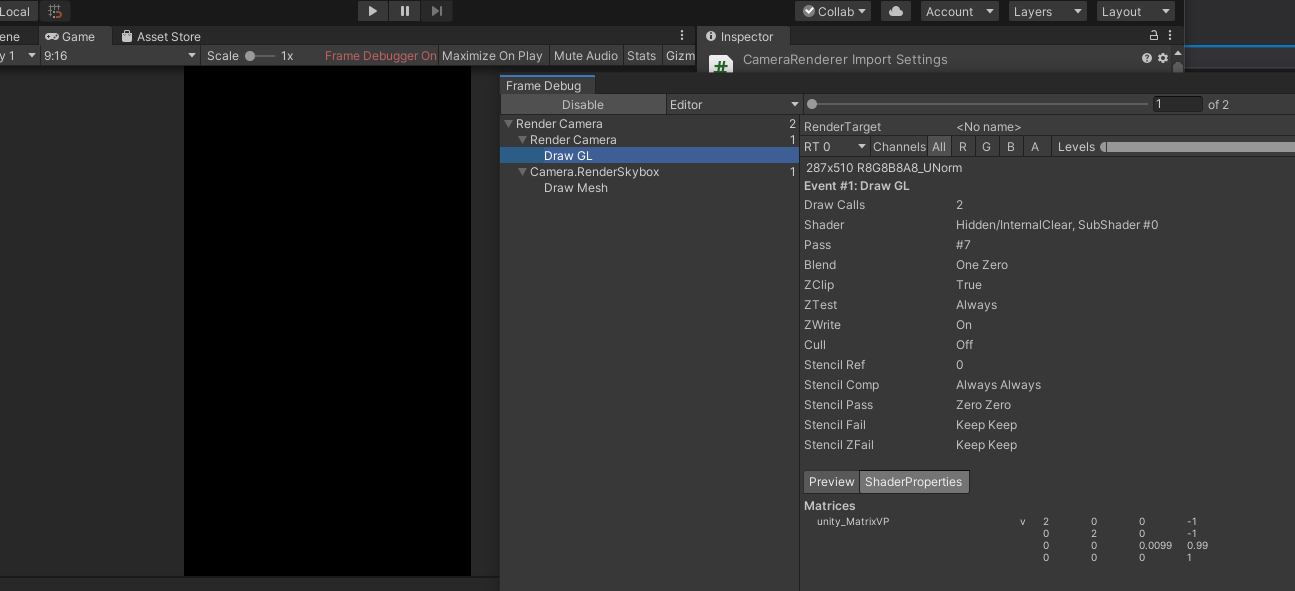 Local Collab Account Layers Layout
Game Asset Store Inspector
9:16 Scale 1x Frame Debugger On Maximize On Play Mute Audio Stats Gizm CameraRenderer Import Settings
Frame Debug
Disable Editor 1 of 2
Render Camera 2 RenderTarget <No name>
Render Camera 1 RT 0 Channels All R G B A Levels
Draw GL 287x510 R8G8B8A8_UNorm
Camera.RenderSkybox 1 Event #1: Draw GL
Draw Mesh
Draw Calls 2
Shader Hidden/InternalClear, SubShader #0
Pass #7
Blend One Zero
ZClip True
ZTest Always
ZWrite On
Cull Off
Stencil Ref 0
Stencil Comp Always Always
Stencil Pass Zero Zero
Stencil Fail Keep Keep
Stencil ZFail Keep Keep
Preview ShaderProperties
Matrices
unity_MatrixVP v 2 0 0 -1
0 2 0 -1
0 0 0.0099 0.99
0 0 0 1